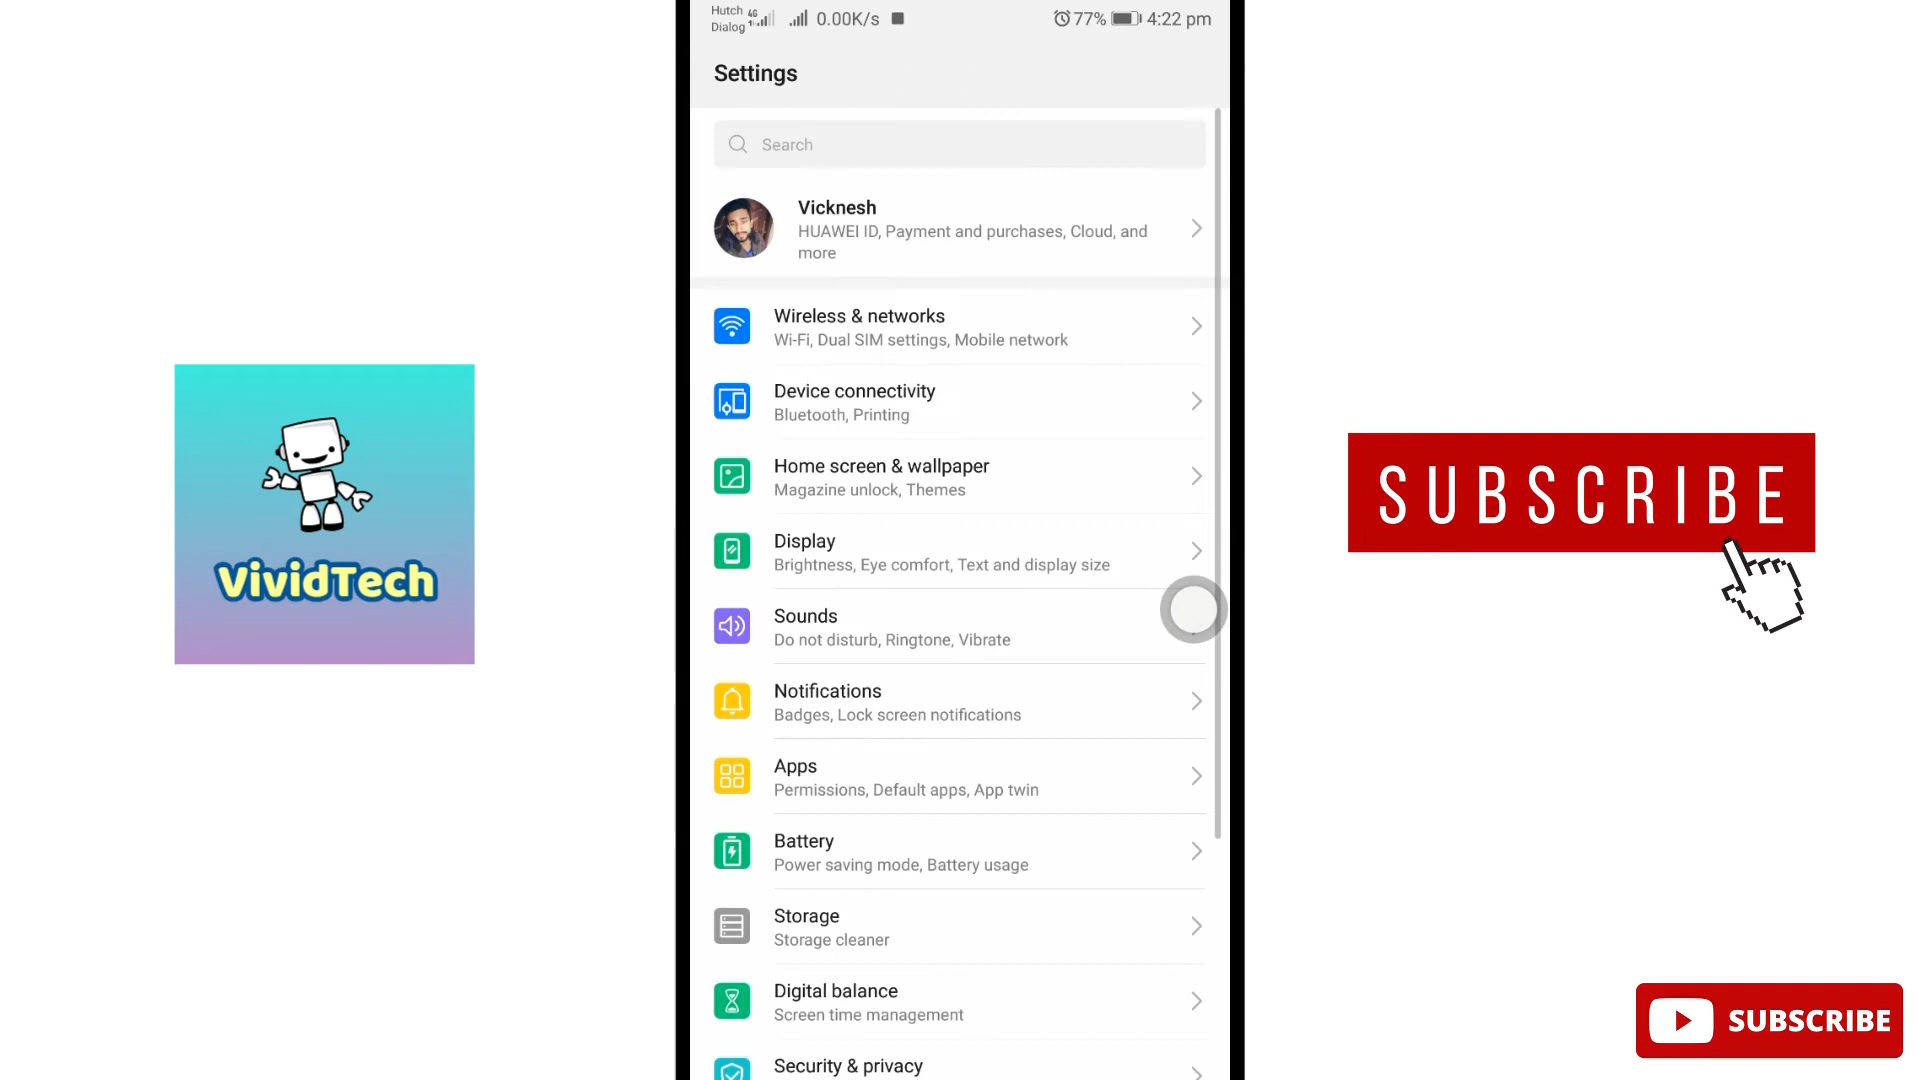 Hutch 4G
Dialog
0.00K/s
77%
4:22 pm
Settings
Search
Vicknesh
HUAWEI ID, Payment and purchases, Cloud, and
more
Wireless & networks
Wi-Fi, Dual SIM settings, Mobile network
Device connectivity
Bluetooth, Printing
Home screen & wallpaper
Magazine unlock, Themes
Display
Brightness, Eye comfort, Text and display size
Sounds
Do not disturb, Ringtone, Vibrate
Notifications
Badges, Lock screen notifications
Apps
Permissions, Default apps, App twin
Battery
Power saving mode, Battery usage
Storage
Storage cleaner
Digital balance
Screen time management
Security & privacy
VividTech
SUBSCRIBE
SUBSCRIBE